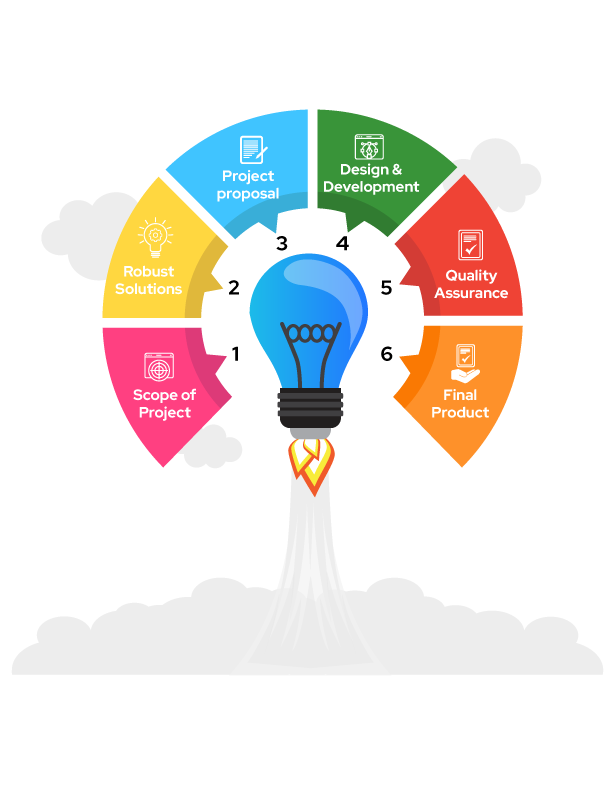 1
Scope of
Project
2
Robust
Solutions
3
Project
proposal
4
Design &
Development
5
Quality
Assurance
6
Final
Product